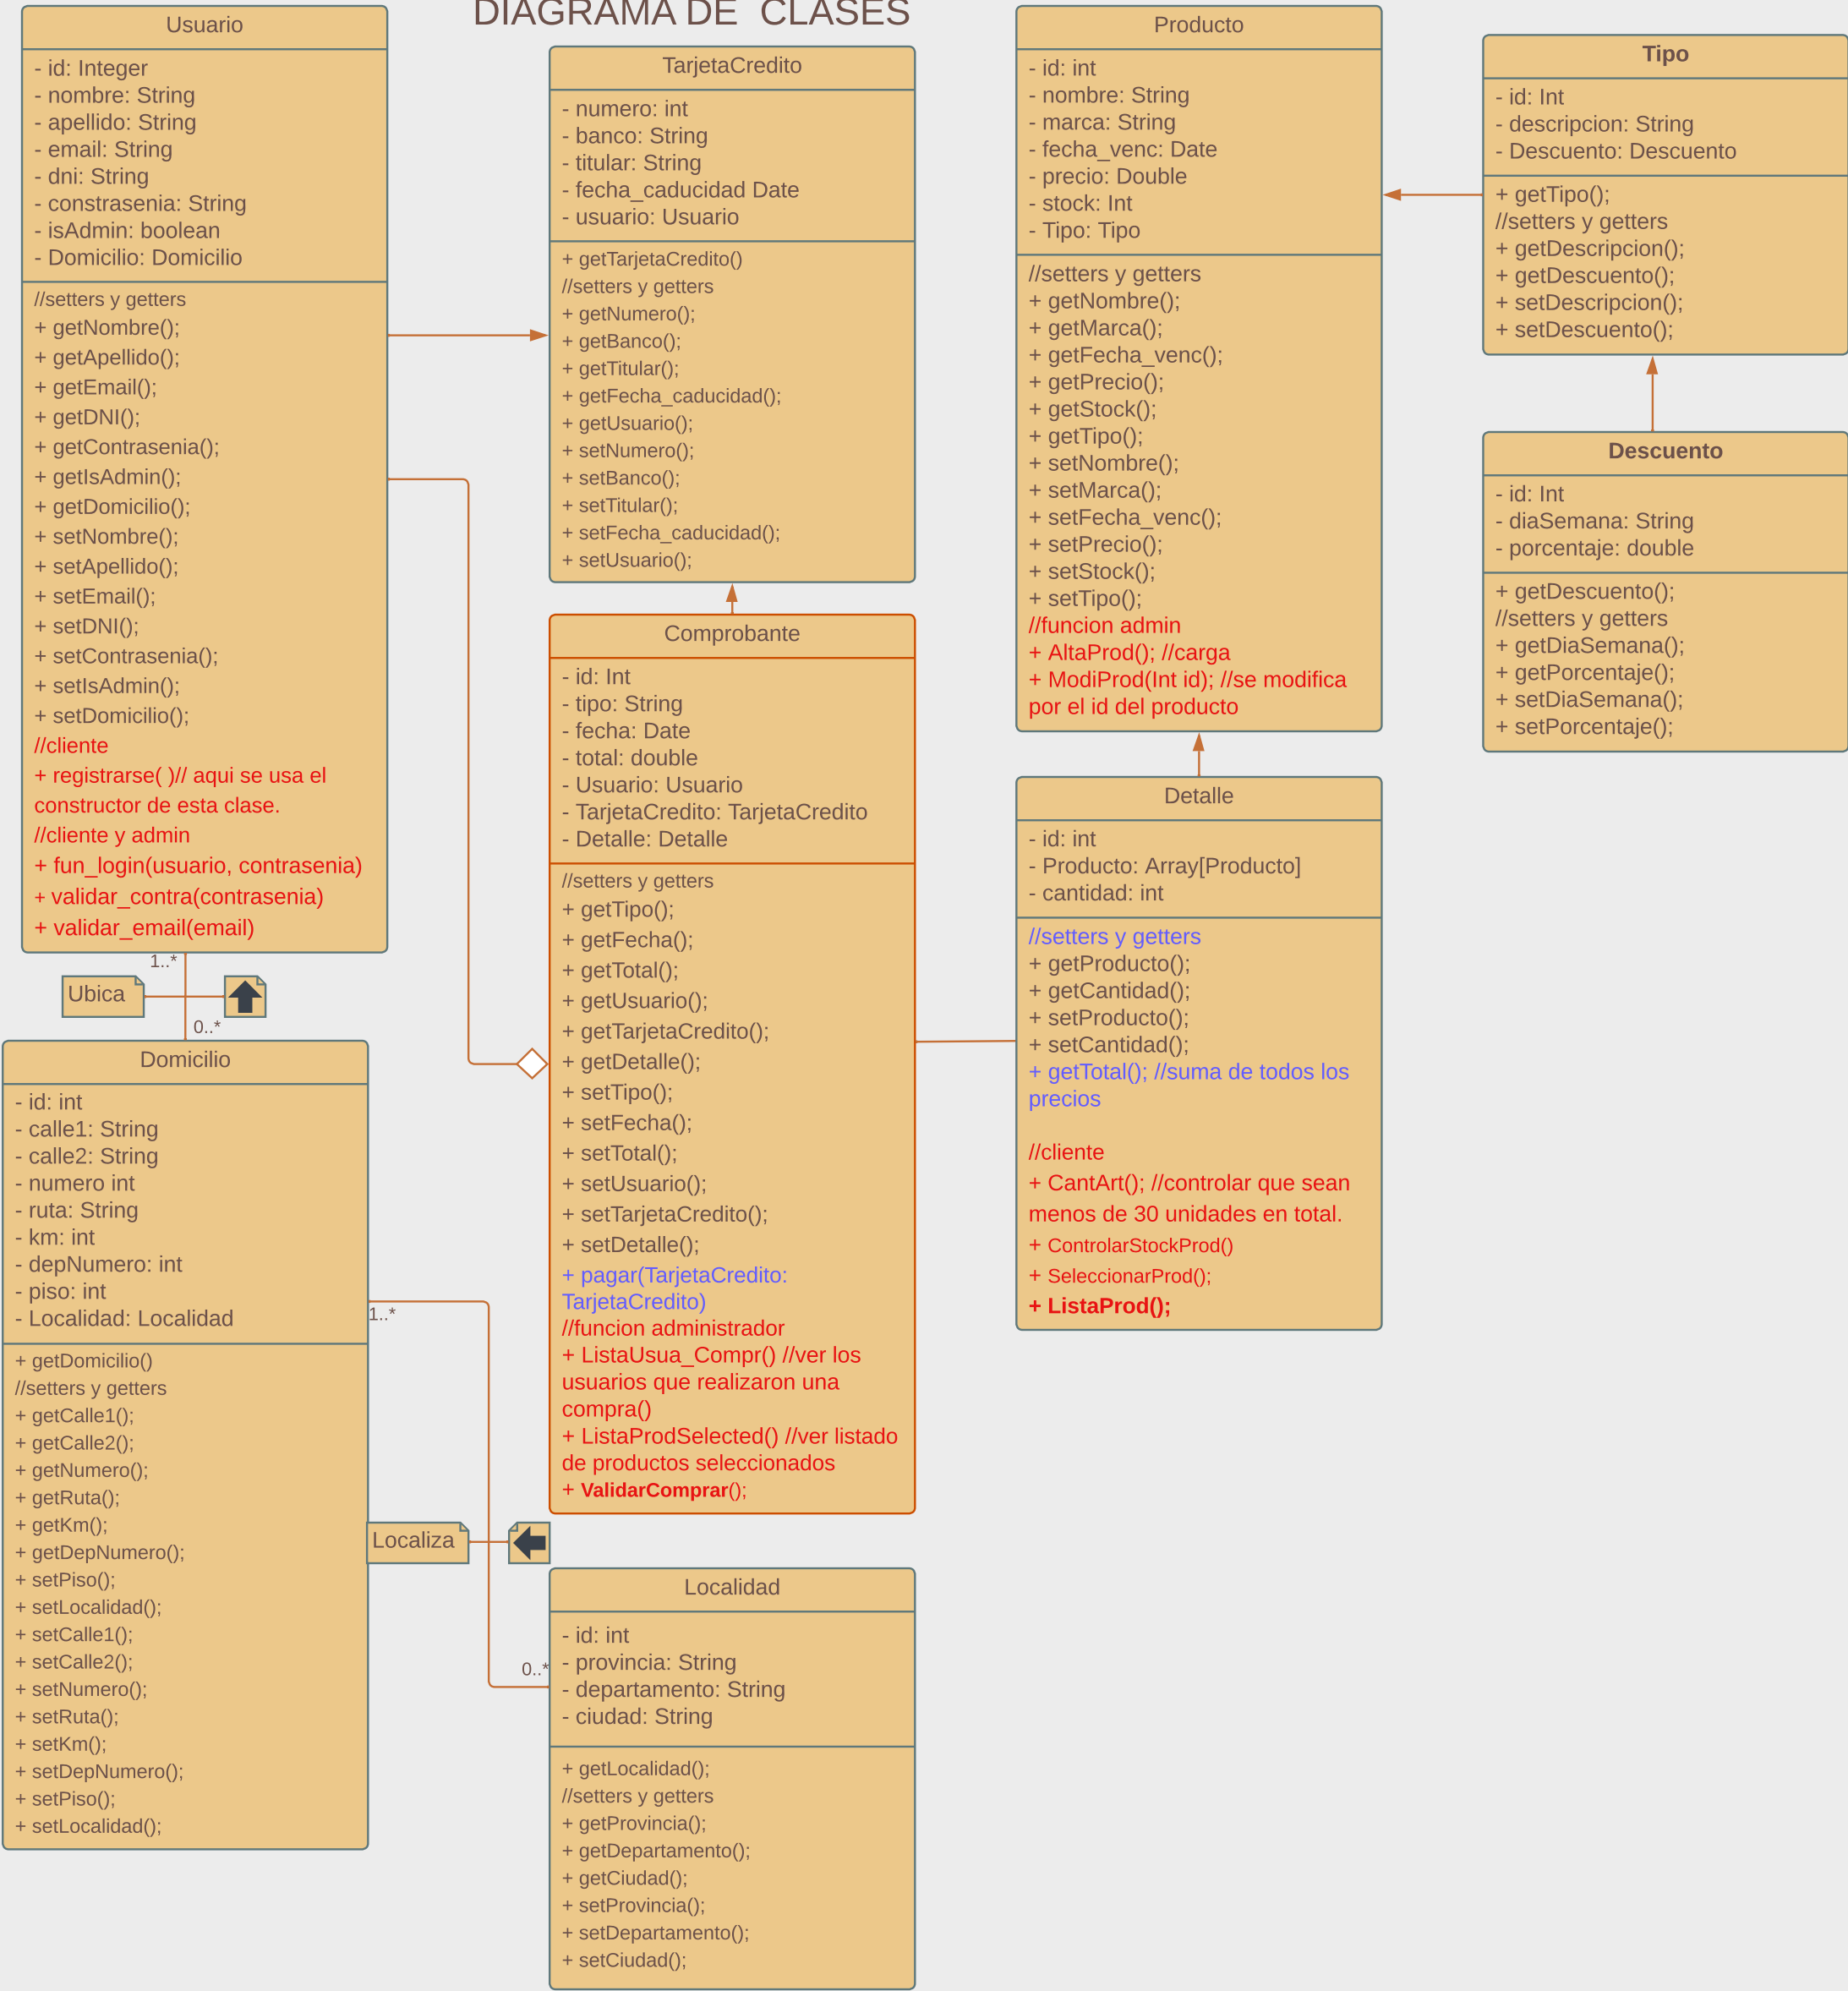 DIAGRAMA DE  CLASES
Usuario
- id: Integer
- nombre: String
- apellido: String
- email: String
- dni: String
- constrasenia: String
- isAdmin: boolean
- Domicilio: Domicilio
//setters y getters
+ getNombre();
+ getApellido();
+ getEmail();
+ getDNI();
+ getContrasenia();
+ getIsAdmin();
+ getDomicilio();
+ setNombre();
+ setApellido();
+ setEmail();
+ setDNI();
+ setContrasenia();
+ setIsAdmin();
+ setDomicilio();
//cliente
+ registrarse( )// aqui se usa el
constructor de esta clase.
//cliente y admin
+ fun_login(usuario, contrasenia)
+ validar_contra(contrasenia)
+ validar_email(email)
1..*
Ubica
0..*
Domicilio
- id: int
- calle1: String
- calle2: String
- numero int
- ruta: String
- km: int
- depNumero: int
- piso: int
- Localidad: Localidad
+ getDomicilio()
//setters y getters
+ getCalle1();
+ getCalle2();
+ getNumero();
+ getRuta();
+ getKm();
+ getDepNumero();
+ setPiso();
+ setLocalidad();
+ setCalle1();
+ setCalle2();
+ setNumero();
+ setRuta();
+ setKm();
+ setDepNumero();
+ setPiso();
+ setLocalidad();
1..*
Localiza
0..*
TarjetaCredito
- numero: int
- banco: String
- titular: String
- fecha_caducidad Date
- usuario: Usuario
+ getTarjetaCredito()
//setters y getters
+ getNumero();
+ getBanco();
+ getTitular();
+ getFecha_caducidad();
+ getUsuario();
+ setNumero();
+ setBanco();
+ setTitular();
+ setFecha_caducidad();
+ setUsuario();
Comprobante
- id: Int
- tipo: String
- fecha: Date
- total: double
- Usuario: Usuario
- TarjetaCredito: TarjetaCredito
- Detalle: Detalle
//setters y getters
+ getTipo();
+ getFecha();
+ getTotal();
+ getUsuario();
+ getTarjetaCredito();
+ getDetalle();
+ setTipo();
+ setFecha();
+ setTotal();
+ setUsuario();
+ setTarjetaCredito();
+ setDetalle();
+ pagar(TarjetaCredito:
TarjetaCredito)
//funcion administrador
+ ListaUsua_Compr() //ver los
usuarios que realizaron una
compra()
+ ListaProdSelected() //ver listado
de productos seleccionados
+ ValidarComprar();
Localidad
- id: int
- provincia: String
- departamento: String
- ciudad: String
+ getLocalidad();
//setters y getters
+ getProvincia();
+ getDepartamento();
+ getCiudad();
+ setProvincia();
+ setDepartamento();
+ setCiudad();
Producto
- id: int
- nombre: String
- marca: String
- fecha_venc: Date
- precio: Double
- stock: Int
- Tipo: Tipo
//setters y getters
+ getNombre();
+ getMarca();
+ getFecha_venc();
+ getPrecio();
+ getStock();
+ getTipo();
+ setNombre();
+ setMarca();
+ setFecha_venc();
+ setPrecio();
+ setStock();
+ setTipo();
//funcion admin
+ AltaProd(); //carga
+ ModiProd(Int id); //se modifica
por el id del producto
Detalle
- id: int
- Producto: Array[Producto]
- cantidad: int
//setters y getters
+ getProducto();
+ getCantidad();
+ setProducto();
+ setCantidad();
+ getTotal(); //suma de todos los
precios
//cliente
+ CantArt(); //controlar que sean
menos de 30 unidades en total.
+ ControlarStockProd()
+ SeleccionarProd();
+ ListaProd();
Tipo
- id: Int
- descripcion: String
- Descuento: Descuento
+ getTipo();
//setters y getters
+ getDescripcion();
+ getDescuento();
+ setDescripcion();
+ setDescuento();
Descuento
- id: Int
- diaSemana: String
- porcentaje: double
+ getDescuento();
//setters y getters
+ getDiaSemana();
+ getPorcentaje();
+ setDiaSemana();
+ setPorcentaje();